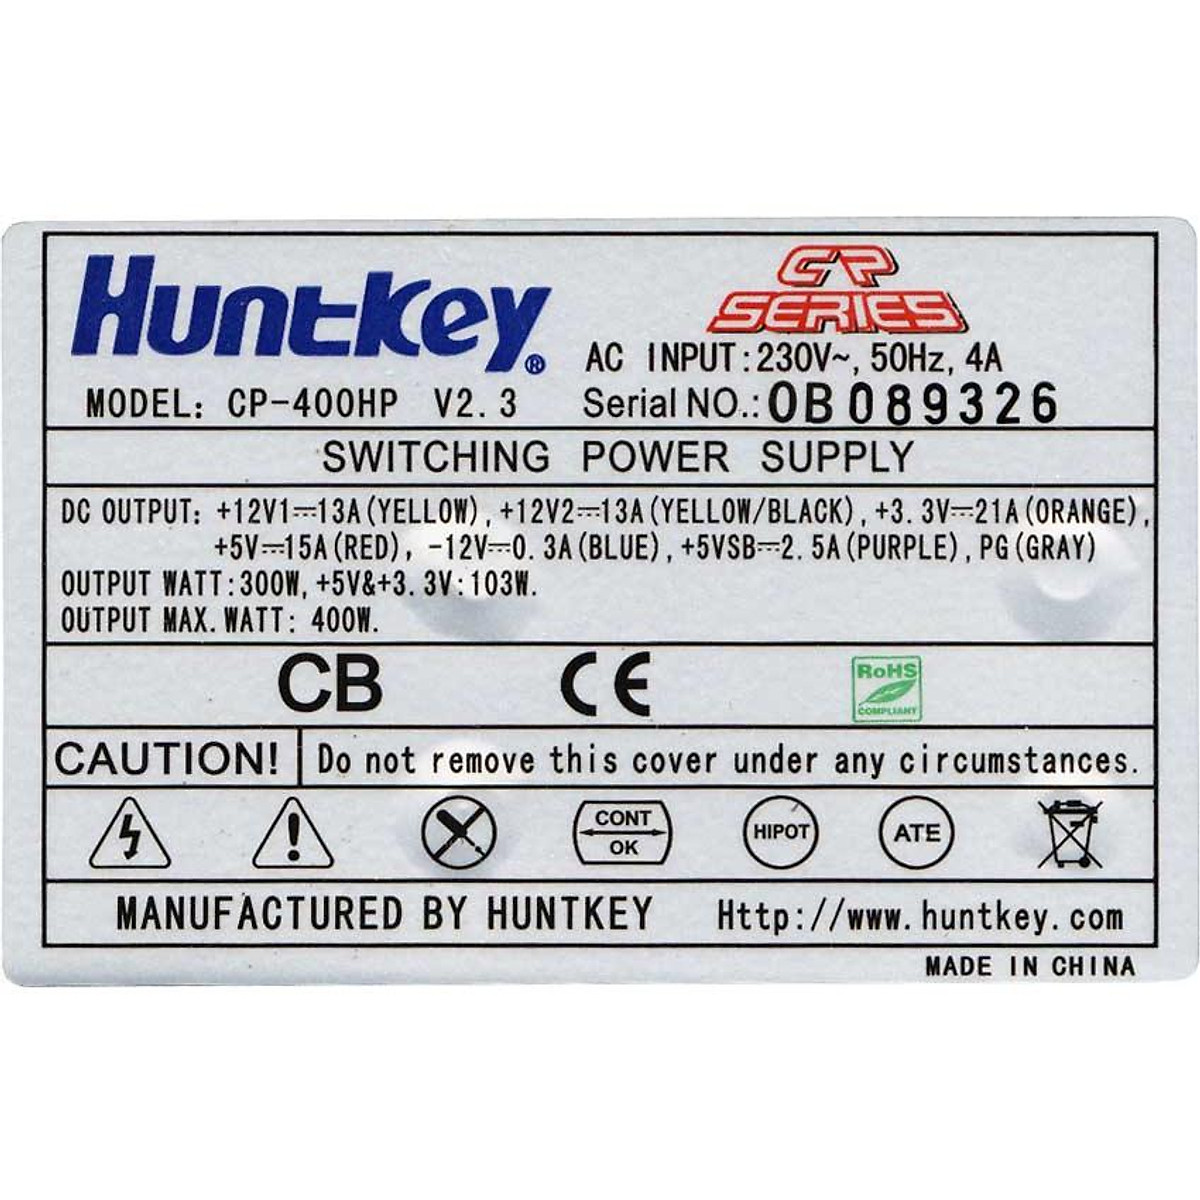 Huntkey®
CP
SERIES
AC INPUT:230V~, 50Hz, 4A
MODEL: CP-400HP V2.3
Serial NO.:0B089326
SWITCHING POWER SUPPLY
DC OUTPUT: +12V1⎓13A(YELLOW), +12V2⎓13A(YELLOW/BLACK), +3.3V⎓21A(ORANGE),
+5V⎓15A(RED), -12V⎓0.3A(BLUE), +5VSB⎓2.5A(PURPLE), PG(GRAY)
OUTPUT WATT:300W, +5V&+3.3V:103W.
OUTPUT MAX.WATT: 400W.
CB CE RoHS
COMPLIANT
CAUTION! Do not remove this cover under any circumstances.
CONT
OK
HIPOT
ATE
MANUFACTURED BY HUNTKEY Http://www.huntkey.com
MADE IN CHINA